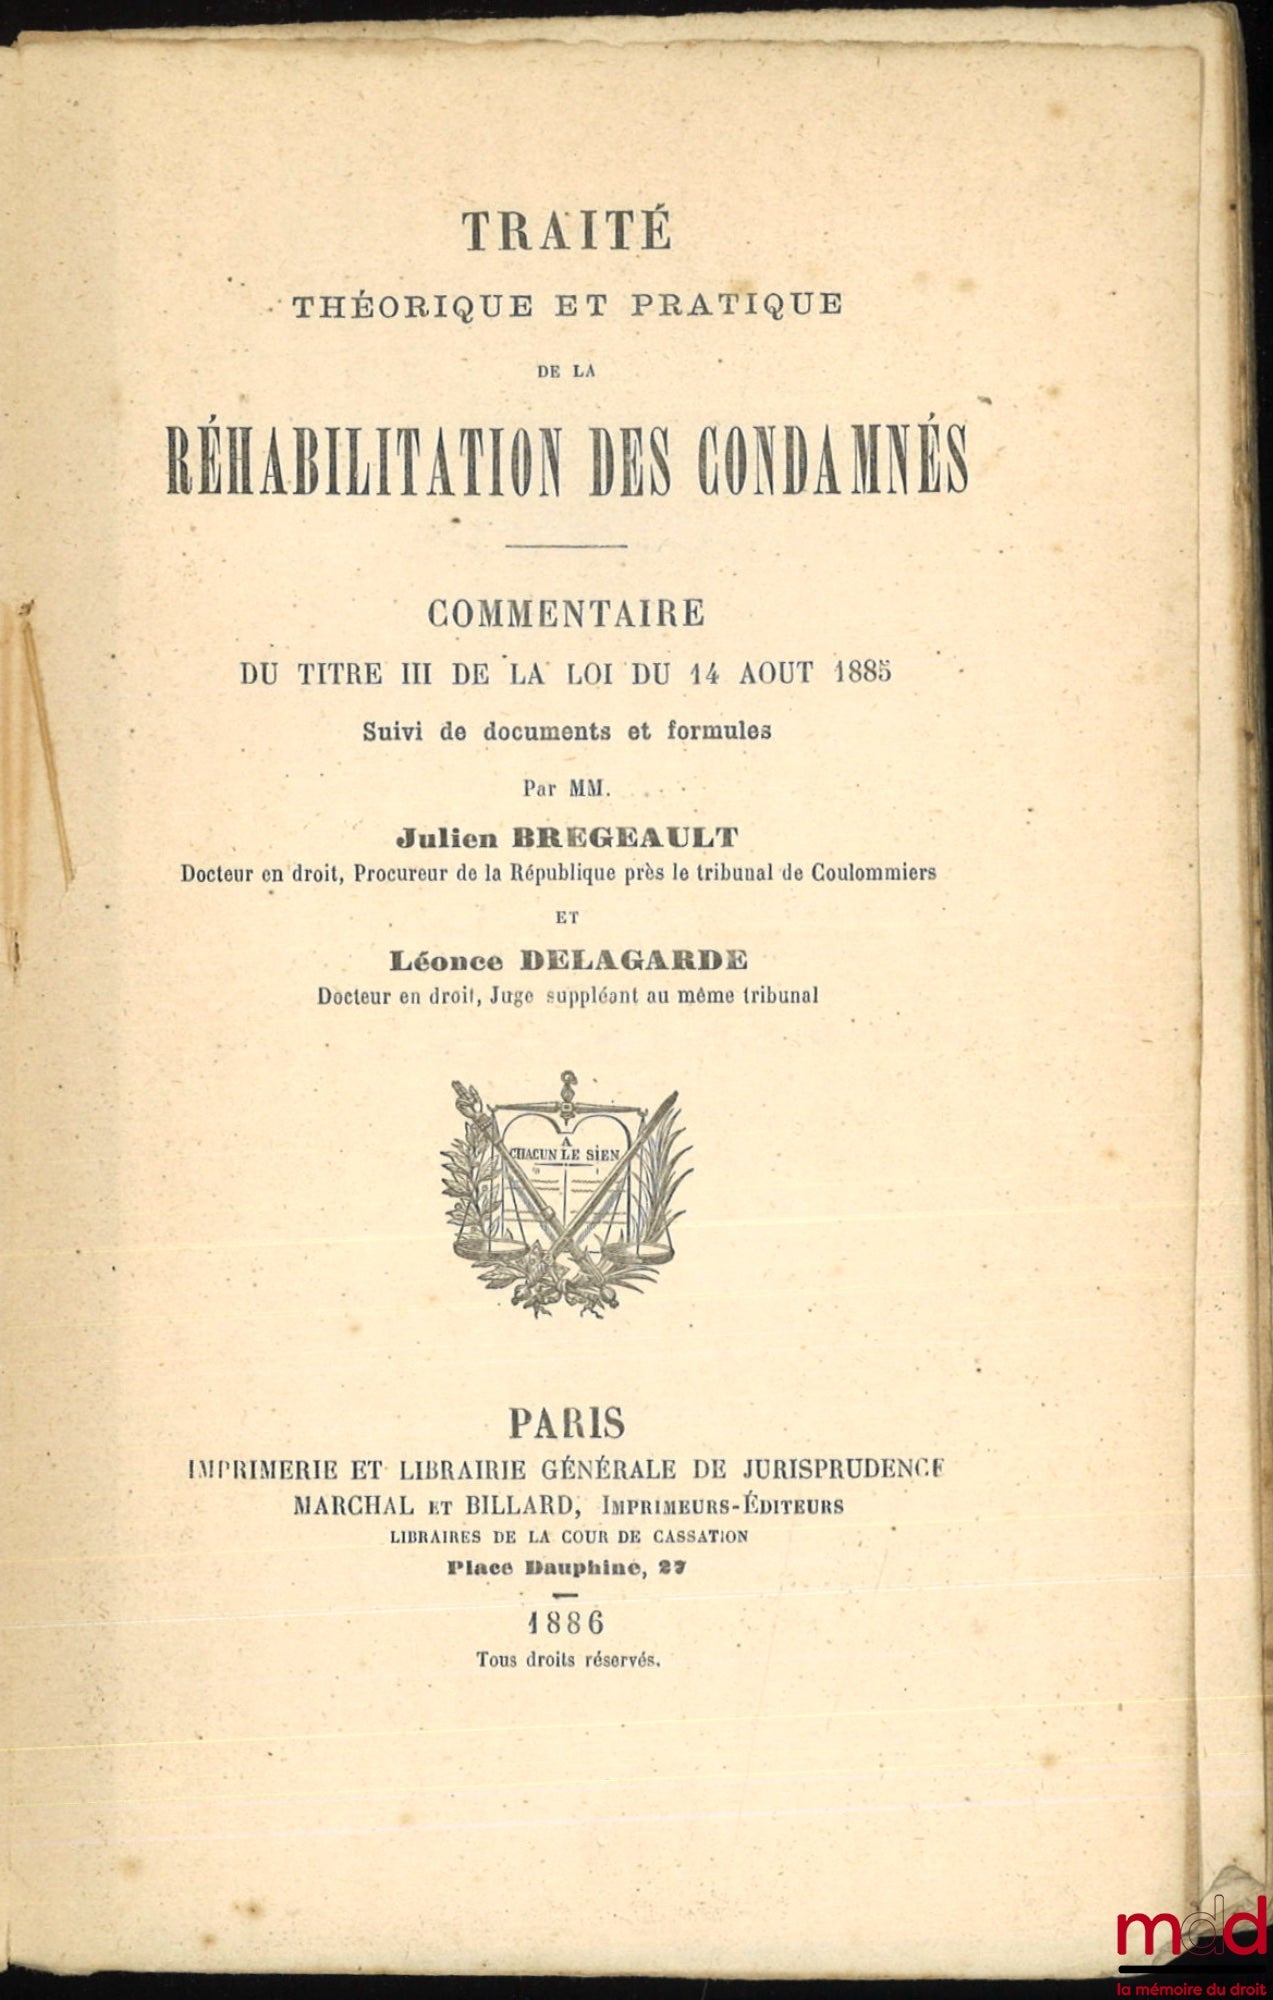 TRAITÉ
THÉORIQUE ET PRATIQUE
DE LA
RÉHABILITATION DES CONDAMNÉS
COMMENTAIRE
DU TITRE III DE LA LOI DU 14 AOUT 1885
Suivi de documents et formules
Par MM.
Julien BREGEAULT
Docteur en droit, Procureur de la République près le tribunal de Coulommiers
ET
Léonce DELAGARDE
Docteur en droit, Juge suppléant au même tribunal
A
CHACUN LE SIEN
PARIS
IMPRIMERIE ET LIBRAIRIE GÉNÉRALE DE JURISPRUDENCE
MARCHAL ET BILLARD, IMPRIMEURS-ÉDITEURS
LIBRAIRES DE LA COUR DE CASSATION
Place Dauphine, 27
1886
Tous droits réservés.
mdd
la mémoire du droit